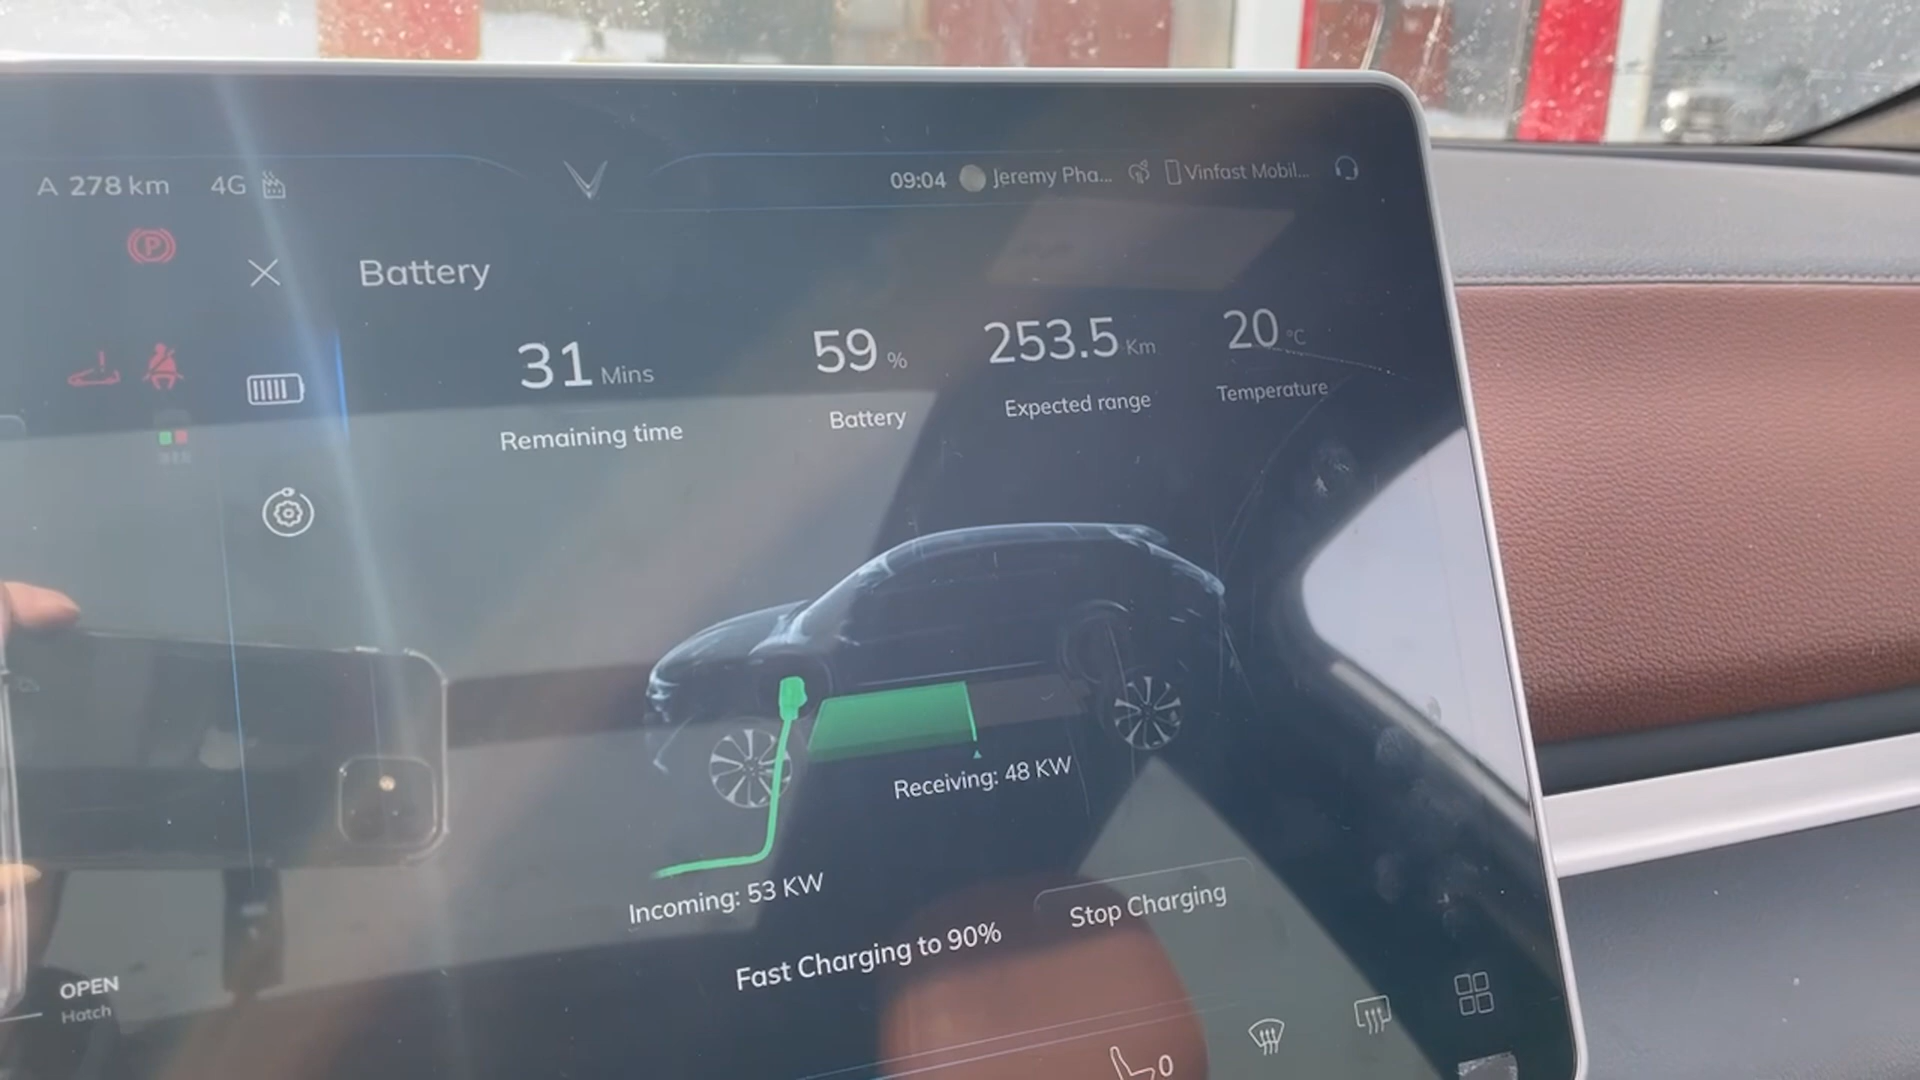 A 278 km 4G 09:04 Jeremy Pha... Vinfast Mobil...
Battery
31 Mins
Remaining time
59 %
Battery
253.5 Km
Expected range
20 °C
Temperature
Receiving: 48 KW
Incoming: 53 KW
Fast Charging to 90%
Stop Charging
OPEN
Hatch
0